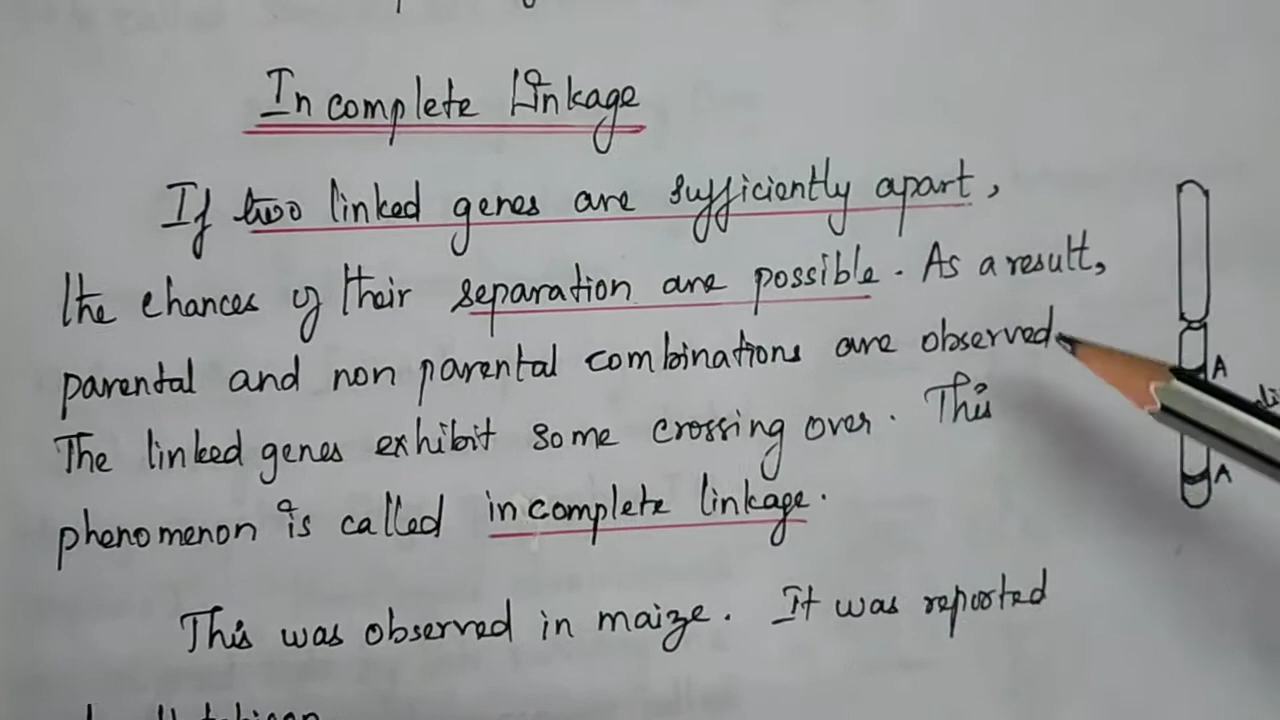 Incomplete Linkage
If two linked genes are sufficiently apart,
the chances of their separation are possible. As a result,
parental and non parental combinations are observed
The linked genes exhibit some crossing over. This
phenomenon is called incomplete linkage.
This was observed in maize. It was reported
A
A